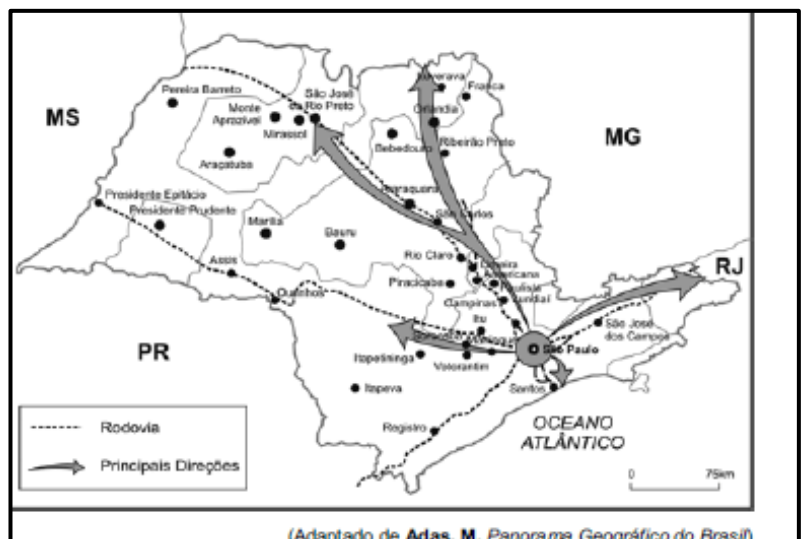 MS
MG
RJ
PR
Pereira Barreto
Monte
Aprazível
São José
do Rio Preto
Mirassol
Araçatuba
Franca
Orlândia
Bebedouro
Ribeirão Preto
Presidente Epitácio
Presidente Prudente
Marília
Bauru
Assis
Ourinhos
São Carlos
Rio Claro
Americana
Paulista
Piracicaba
Campinas
Jundiaí
Itu
Itapetininga
Votorantim
Itapeva
São Paulo
São José
dos Campos
Santos
Registro
OCEANO
ATLÂNTICO
Rodovia
Principais Direções
0 75km
(Adaptado de Adas, M. Panorama Geográfico do Brasil)